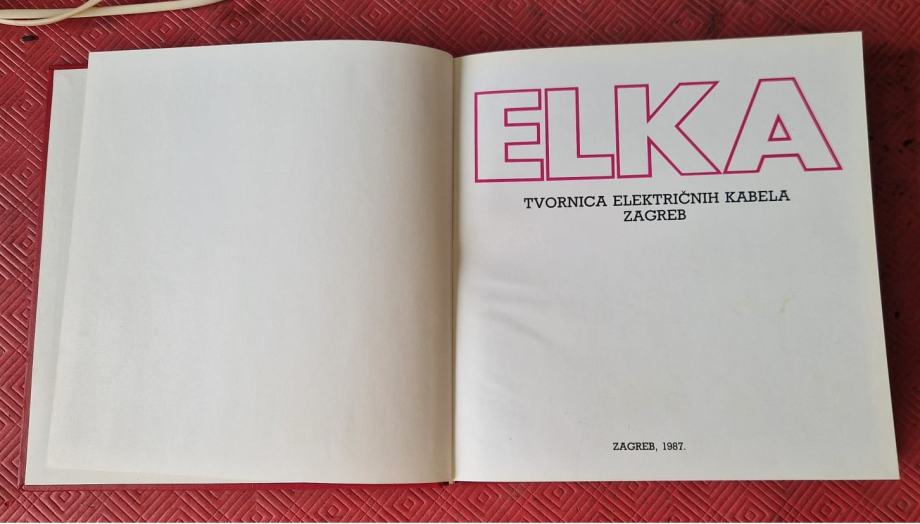 ELKA
TVORNICA ELEKTRIČNIH KABELA
ZAGREB
ZAGREB, 1987.